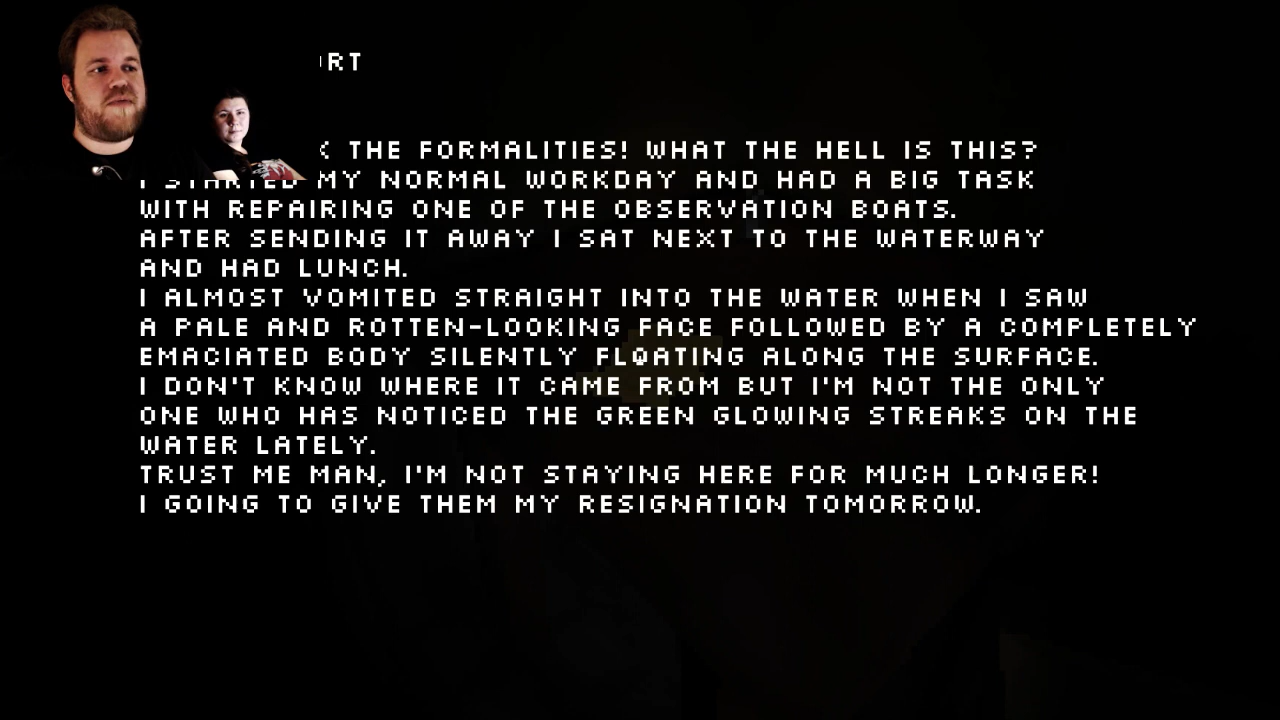 THE FORMALITIES! WHAT THE HELL IS THIS?
I STARTED MY NORMAL WORKDAY AND HAD A BIG TASK
WITH REPAIRING ONE OF THE OBSERVATION BOATS.
AFTER SENDING IT AWAY I SAT NEXT TO THE WATERWAY
AND HAD LUNCH.
I ALMOST VOMITED STRAIGHT INTO THE WATER WHEN I SAW
A PALE AND ROTTEN-LOOKING FACE FOLLOWED BY A COMPLETELY
EMACIATED BODY SILENTLY FLOATING ALONG THE SURFACE.
I DON'T KNOW WHERE IT CAME FROM BUT I'M NOT THE ONLY
ONE WHO HAS NOTICED THE GREEN GLOWING STREAKS ON THE
WATER LATELY.
TRUST ME MAN, I'M NOT STAYING HERE FOR MUCH LONGER!
I GOING TO GIVE THEM MY RESIGNATION TOMORROW.